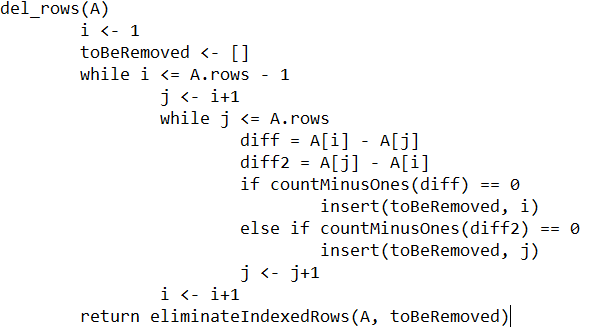 del_rows(A)
i <- 1
toBeRemoved <- []
while i <= A.rows - 1
j <- i+1
while j <= A.rows
diff = A[i] - A[j]
diff2 = A[j] - A[i]
if countMinusOnes(diff) == 0
insert(toBeRemoved, i)
else if countMinusOnes(diff2) == 0
insert(toBeRemoved, j)
j <- j+1
i <- i+1
return eliminateIndexedRows(A, toBeRemoved)